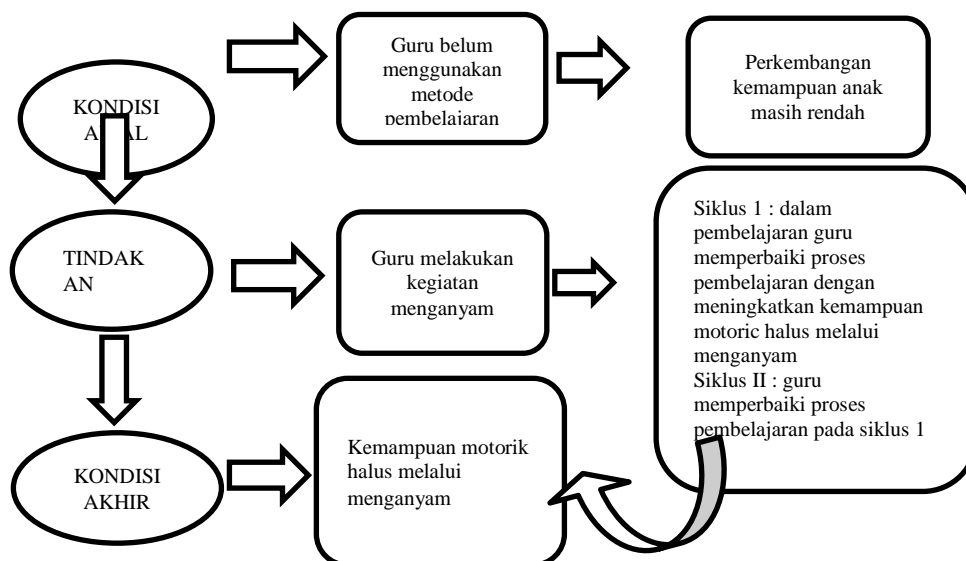 KONDISI
Guru belum
menggunakan
metode
pembelajaran
Perkembangan
kemampuan anak
masih rendah
TINDAK
AN
Guru melakukan
kegiatan
menganyam
Siklus 1 : dalam
pembelajaran guru
memperbaiki proses
pembelajaran dengan
meningkatkan kemampuan
motoric halus melalui
menganyam
Siklus II : guru
memperbaiki proses
pembelajaran pada siklus 1
KONDISI
AKHIR
Kemampuan motorik
halus melalui
menganyam